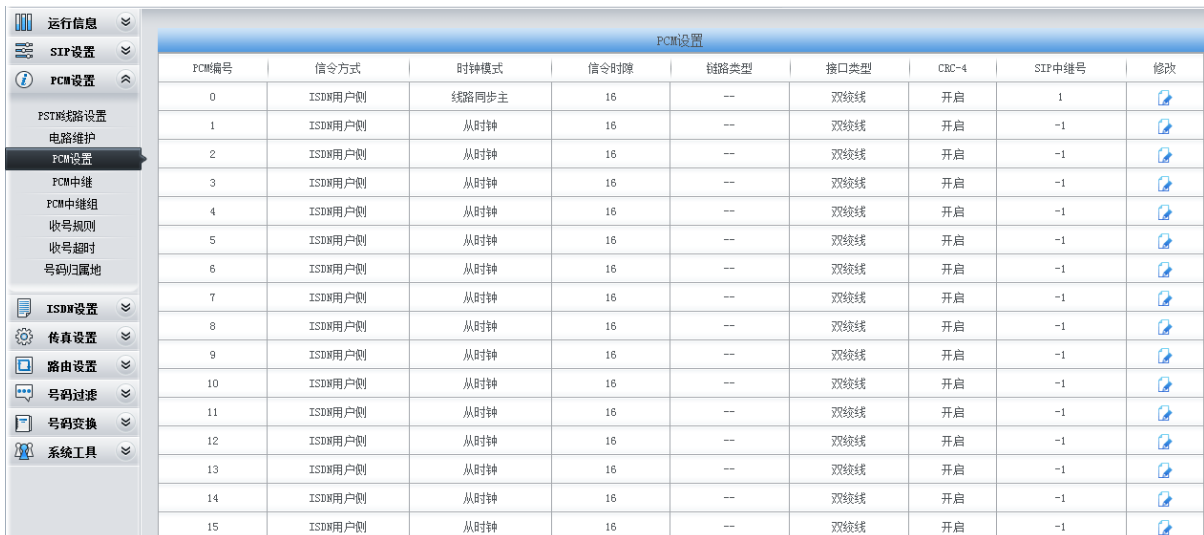 运行信息
SIP设置
PCM设置
PSTN线路设置
电路维护
PCM设置
PCM中继
PCM中继组
收号规则
收号超时
号码归属地
ISDN设置
传真设置
路由设置
号码过滤
号码变换
系统工具
PCM设置
PCM编号 信令方式 时钟模式 信令时隙 链路类型 接口类型 CRC-4 SIP中继号 修改
0 ISDN用户侧 线路同步主 16 -- 双绞线 开启 1
1 ISDN用户侧 从时钟 16 -- 双绞线 开启 -1
2 ISDN用户侧 从时钟 16 -- 双绞线 开启 -1
3 ISDN用户侧 从时钟 16 -- 双绞线 开启 -1
4 ISDN用户侧 从时钟 16 -- 双绞线 开启 -1
5 ISDN用户侧 从时钟 16 -- 双绞线 开启 -1
6 ISDN用户侧 从时钟 16 -- 双绞线 开启 -1
7 ISDN用户侧 从时钟 16 -- 双绞线 开启 -1
8 ISDN用户侧 从时钟 16 -- 双绞线 开启 -1
9 ISDN用户侧 从时钟 16 -- 双绞线 开启 -1
10 ISDN用户侧 从时钟 16 -- 双绞线 开启 -1
11 ISDN用户侧 从时钟 16 -- 双绞线 开启 -1
12 ISDN用户侧 从时钟 16 -- 双绞线 开启 -1
13 ISDN用户侧 从时钟 16 -- 双绞线 开启 -1
14 ISDN用户侧 从时钟 16 -- 双绞线 开启 -1
15 ISDN用户侧 从时钟 16 -- 双绞线 开启 -1